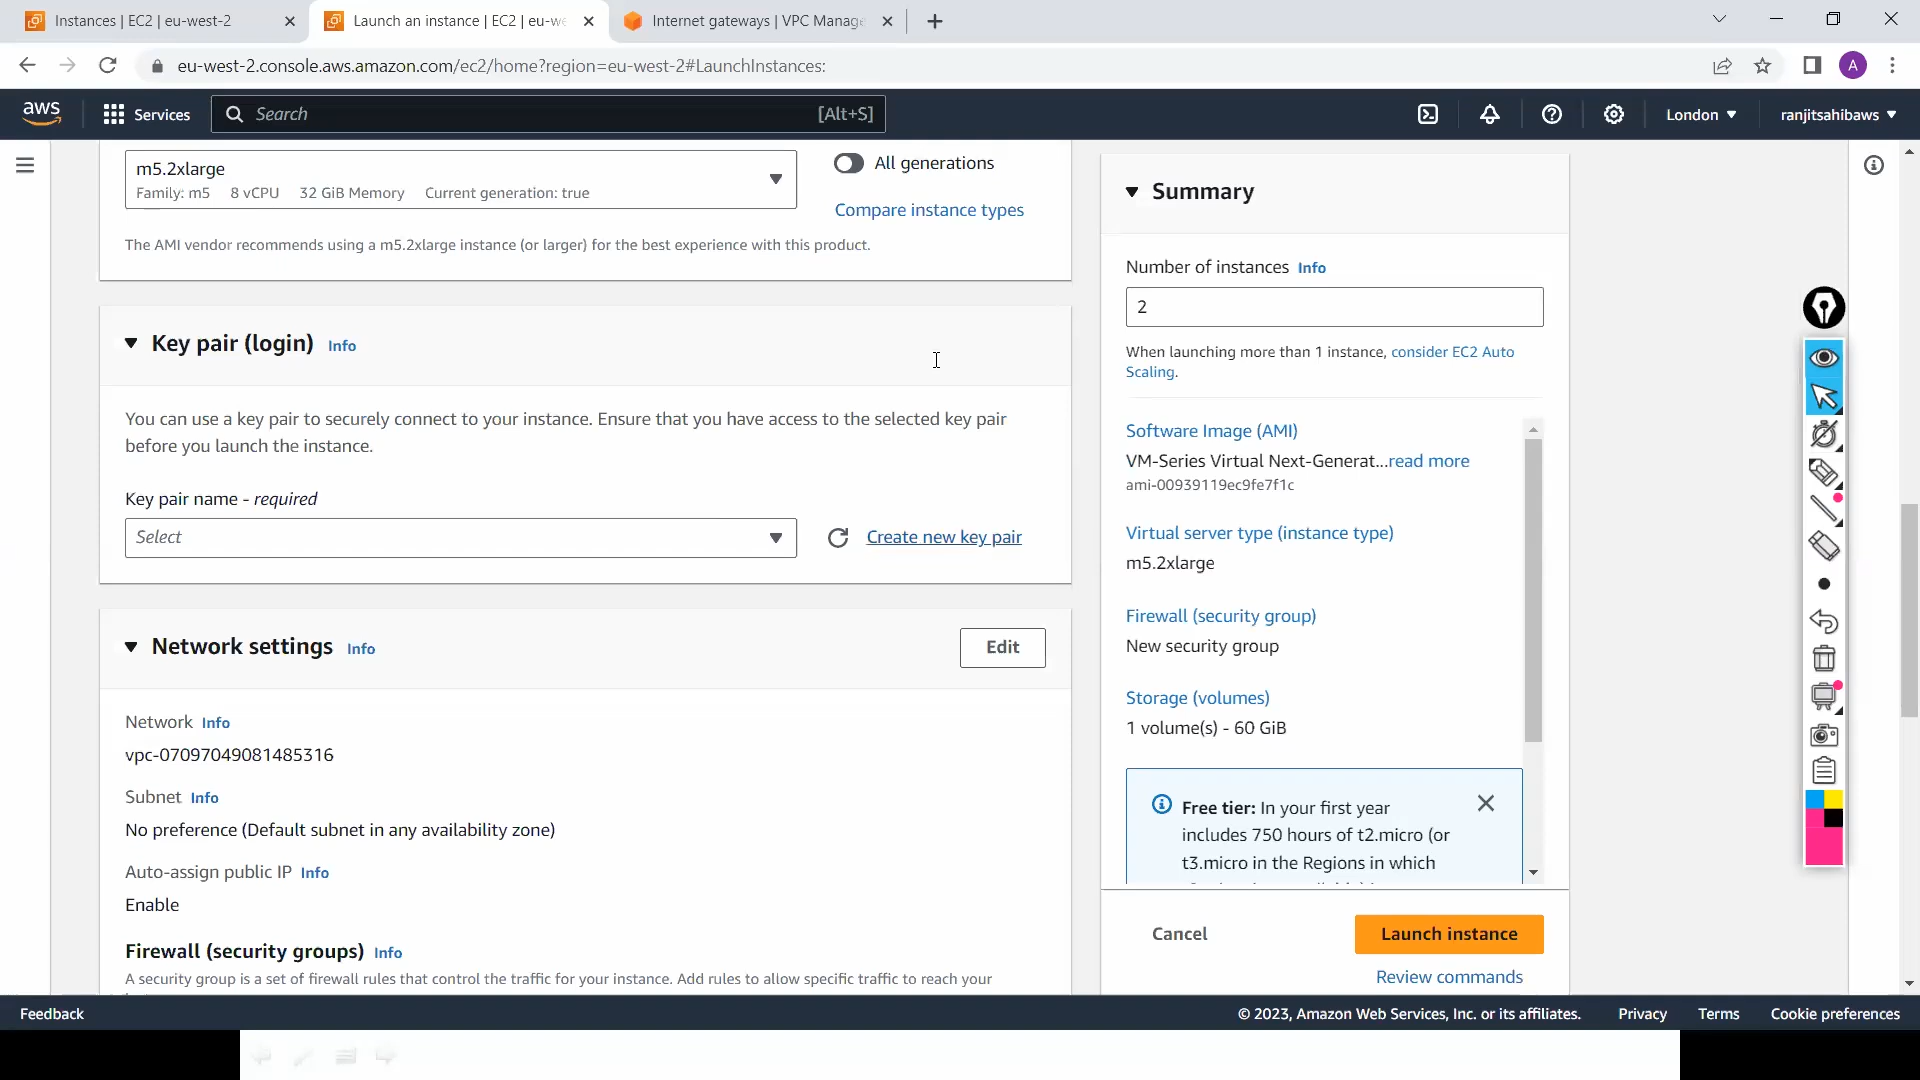 Instances | EC2 | eu-west-2
Launch an instance | EC2 | eu-we
Internet gateways | VPC Manage
eu-west-2.console.aws.amazon.com/ec2/home?region=eu-west-2#LaunchInstances:
A
aws
Services
Search
[Alt+S]
London
ranjitsahibaws
m5.2xlarge
Family: m5 8 vCPU 32 GiB Memory Current generation: true
All generations
Compare instance types
The AMI vendor recommends using a m5.2xlarge instance (or larger) for the best experience with this product.
Key pair (login) Info
You can use a key pair to securely connect to your instance. Ensure that you have access to the selected key pair
before you launch the instance.
Key pair name - required
Select
Create new key pair
Network settings Info
Edit
Network Info
vpc-07097049081485316
Subnet Info
No preference (Default subnet in any availability zone)
Auto-assign public IP Info
Enable
Firewall (security groups) Info
A security group is a set of firewall rules that control the traffic for your instance. Add rules to allow specific traffic to reach your
Summary
Number of instances Info
2
When launching more than 1 instance, consider EC2 Auto
Scaling.
Software Image (AMI)
VM-Series Virtual Next-Generat...read more
ami-00939119ec9fe7f1c
Virtual server type (instance type)
m5.2xlarge
Firewall (security group)
New security group
Storage (volumes)
1 volume(s) - 60 GiB
Free tier: In your first year
includes 750 hours of t2.micro (or
t3.micro in the Regions in which
Cancel
Launch instance
Review commands
Feedback
© 2023, Amazon Web Services, Inc. or its affiliates.
Privacy
Terms
Cookie preferences